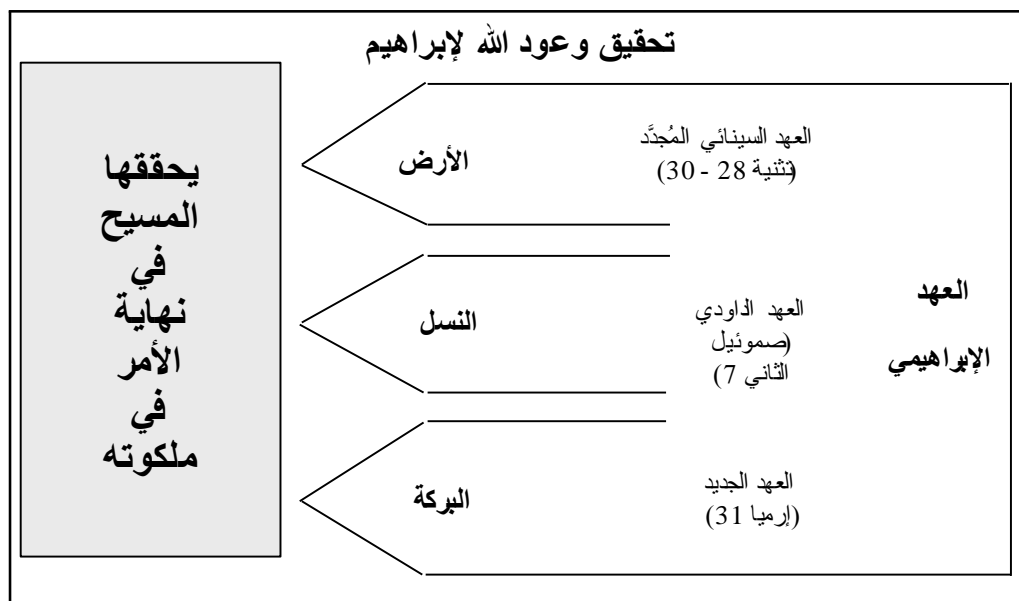 تحقيق وعود الله لإبراهيم
العهد
الإبراهيمي
العهد السينائي المُجدَّد
(تثنية 28 - 30)
الأرض
العهد الداودي
(صموئيل
الثاني 7)
النسل
العهد الجديد
(إرميا 31)
البركة
يحققها
المسيح
في
نهاية
الأمر
في
ملكوته